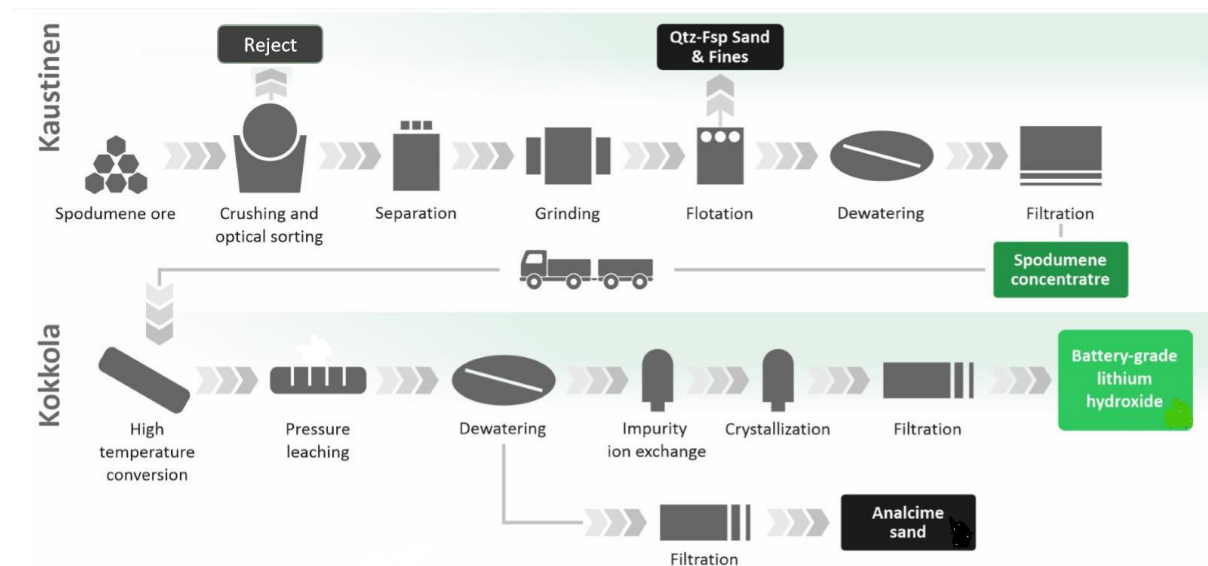 Kaustinen
Reject
Qtz-Fsp Sand
& Fines
Spodumene ore
Crushing and
optical sorting
Separation
Grinding
Flotation
Dewatering
Filtration
Spodumene
concentratre
Kokkola
High
temperature
conversion
Pressure
leaching
Dewatering
Impurity
ion exchange
Crystallization
Filtration
Battery-grade
lithium
hydroxide
Filtration
Analcime
sand